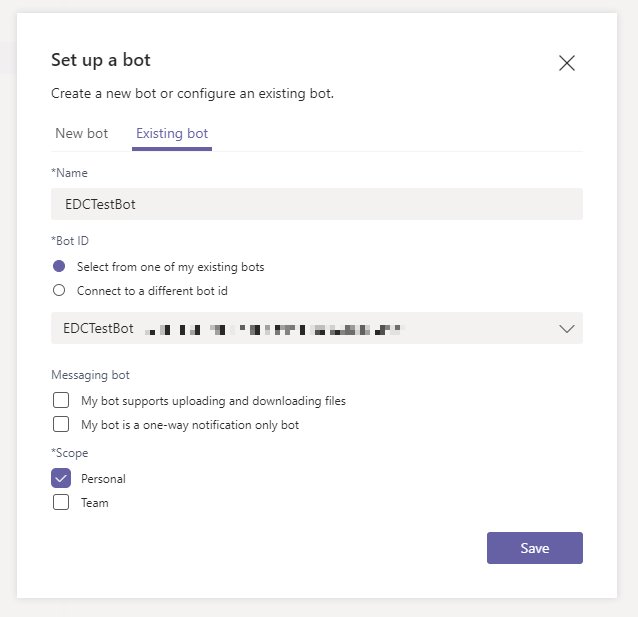 Set up a bot
Create a new bot or configure an existing bot.
New bot Existing bot
*Name
EDCTestBot
*Bot ID
Select from one of my existing bots
Connect to a different bot id
EDCTestBot
Messaging bot
My bot supports uploading and downloading files
My bot is a one-way notification only bot
*Scope
Personal
Team
Save